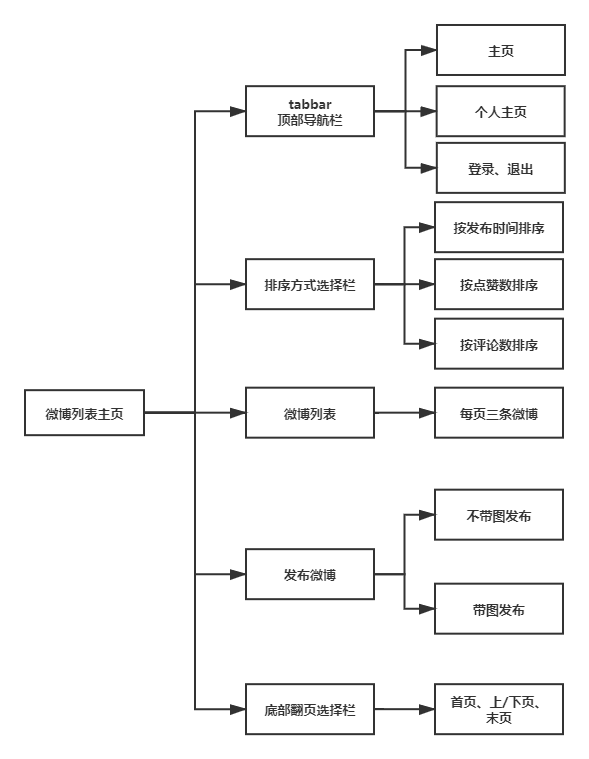 主页
tabbar
顶部导航栏
个人主页
登录、退出
按发布时间排序
排序方式选择栏
按点赞数排序
按评论数排序
微博列表主页
微博列表
每页三条微博
不带图发布
发布微博
带图发布
底部翻页选择栏
首页、上/下页、
末页